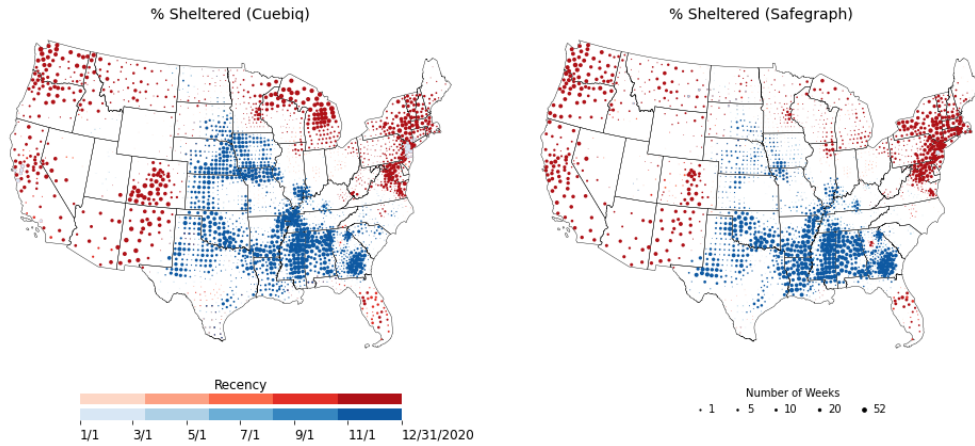 % Sheltered (Cuebiq)
% Sheltered (Safegraph)
Recency
1/1 3/1 5/1 7/1 9/1 11/1 12/31/2020
Number of Weeks
1 5 10 20 52